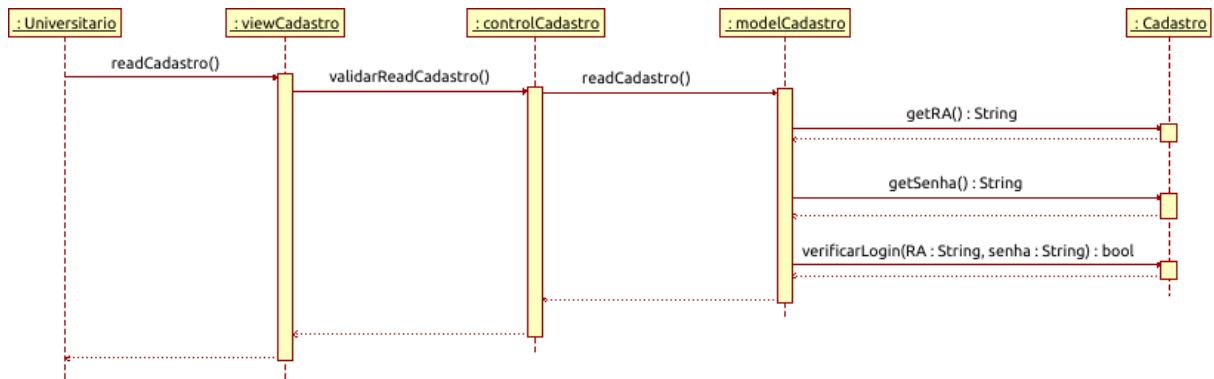 : Universitario
: viewCadastro
: controlCadastro
: modelCadastro
: Cadastro
readCadastro()
validarReadCadastro()
readCadastro()
getRA() : String
getSenha() : String
verificarLogin(RA : String, senha : String) : bool